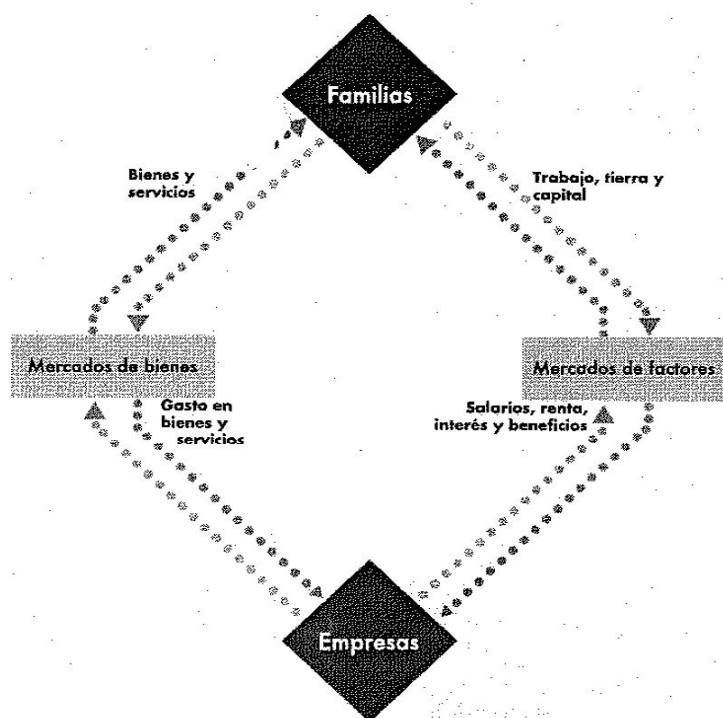 Familias
Bienes y
servicios
Trabajo, tierra y
capital
Mercados de bienes
Mercados de factores
Gasto en
bienes y
servicios
Salarios, renta,
interés y beneficios
Empresas